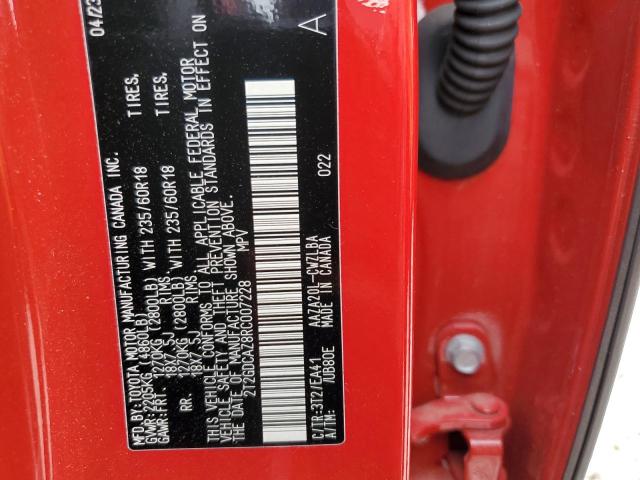 MFD.BY:TOYOTA MOTOR MANUFACTURING CANADA INC. 04/23
GVWR:2205KG (4860LB)
GAWR:FRT. 1270KG (2800LB) WITH 235/60R18 TIRES.
18X7.5J RIMS.
RR. 1270KG (2800LB) WITH 235/60R18 TIRES.
18X7.5J RIMS.
THIS VEHICLE CONFORMS TO ALL APPLICABLE FEDERAL MOTOR
VEHICLE SAFETY AND THEFT PREVENTION STANDARDS IN EFFECT ON
THE DATE OF MANUFACTURE SHOWN ABOVE.
2T2GDCAZ8RC007228 MPV
C/TR:3T2/EA41 AAZA20L-CWZLBA 022 A
A/TM: /UB80E MADE IN CANADA